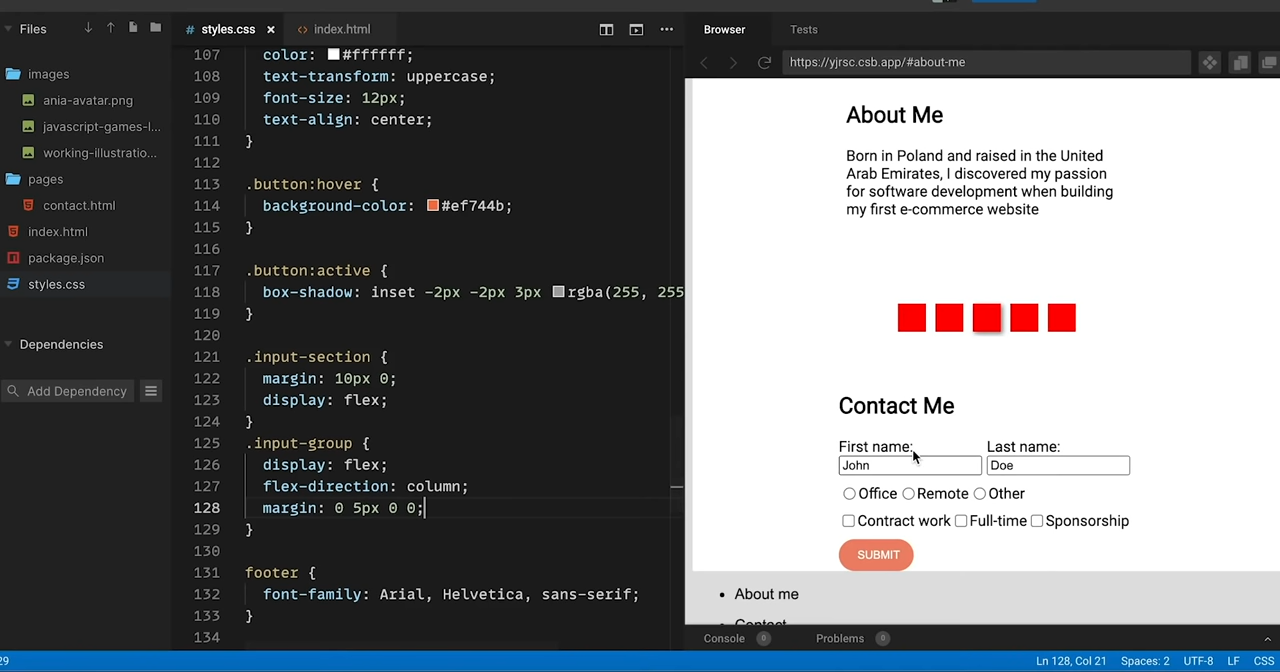 Files
images
ania-avatar.png
javascript-games-l...
working-illustratio...
pages
contact.html
index.html
package.json
styles.css
Dependencies
Add Dependency
# styles.css ×
<> index.html
107 color: #ffffff;
108 text-transform: uppercase;
109 font-size: 12px;
110 text-align: center;
111 }
112
113 .button:hover {
114 background-color: #ef744b;
115 }
116
117 .button:active {
118 box-shadow: inset -2px -2px 3px rgba(255, 255
119 }
120
121 .input-section {
122 margin: 10px 0;
123 display: flex;
124 }
125 .input-group {
126 display: flex;
127 flex-direction: column;
128 margin: 0 5px 0 0;
129 }
130
131 footer {
132 font-family: Arial, Helvetica, sans-serif;
133 }
134
Browser Tests
https://yjrsc.csb.app/#about-me
About Me
Born in Poland and raised in the United
Arab Emirates, I discovered my passion
for software development when building
my first e-commerce website
Contact Me
First name: Last name:
John Doe
Office Remote Other
Contract work Full-time Sponsorship
SUBMIT
• About me
• Contact
Console 0 Problems 0
29 Ln 128, Col 21 Spaces: 2 UTF-8 LF CSS